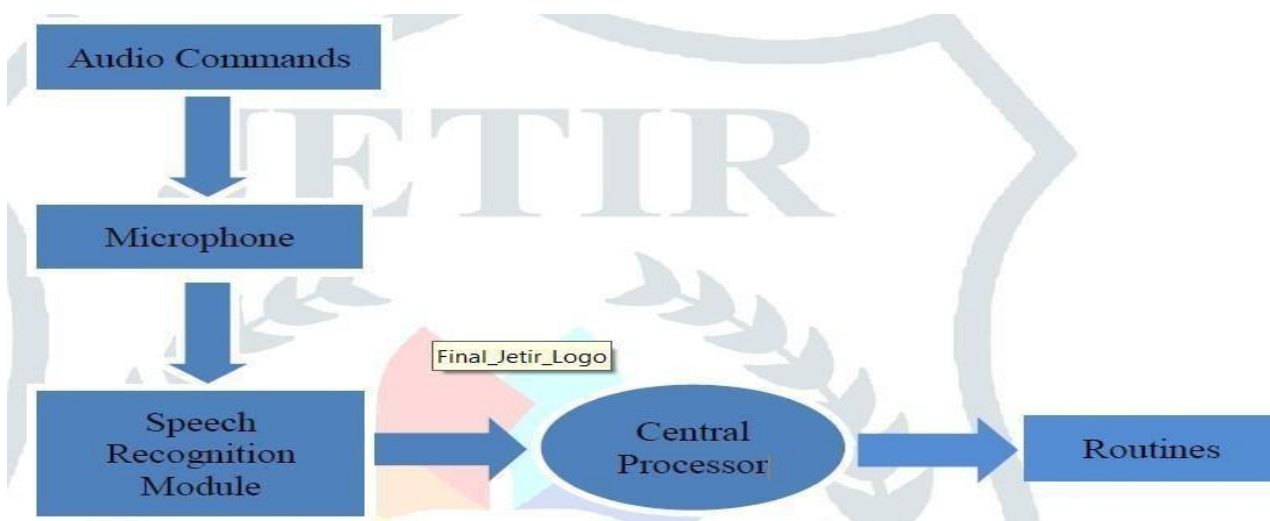 Audio Commands
JETIR
Microphone
Final_Jetir_Logo
Speech
Recognition
Module
Central
Processor
Routines